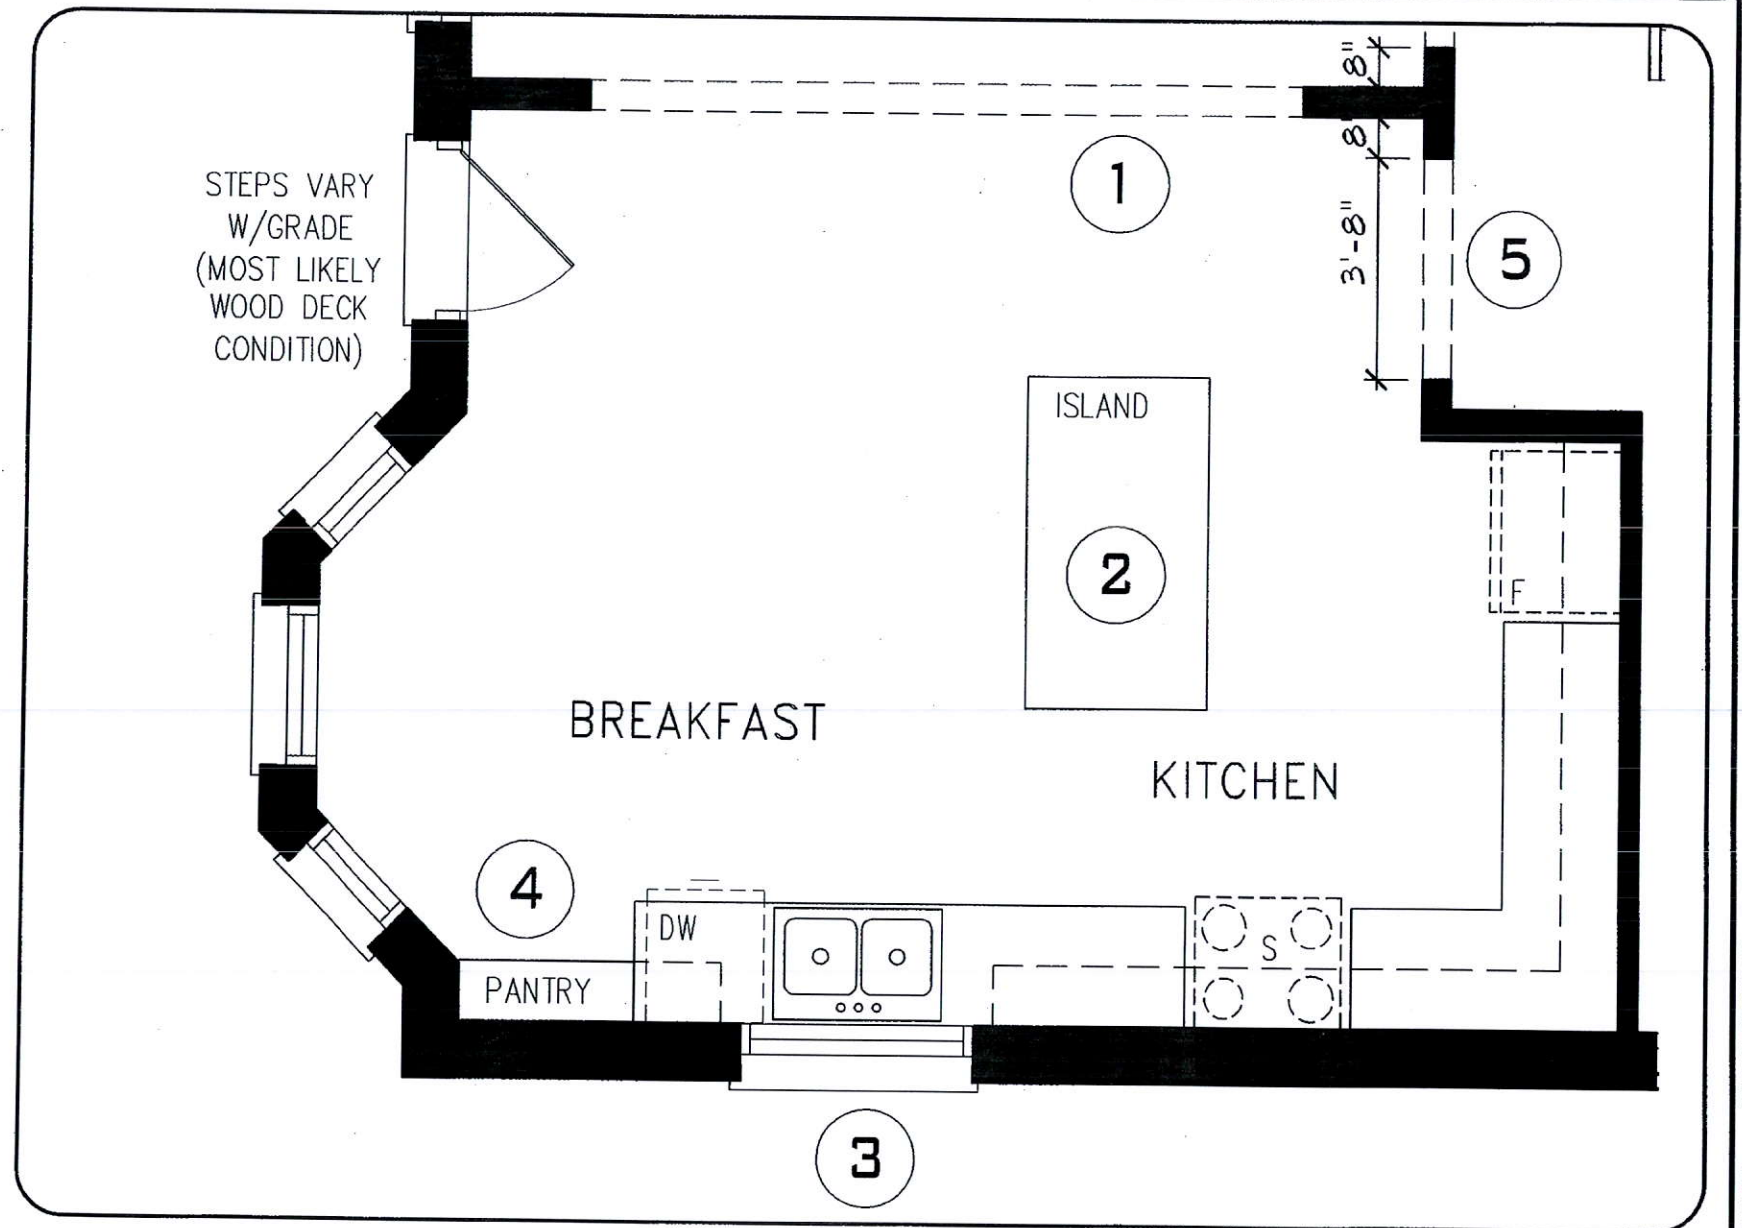 8"
8"
1
STEPS VARY
W/GRADE
(MOST LIKELY
WOOD DECK
CONDITION)
3'-8"
5
ISLAND
2
F
BREAKFAST
KITCHEN
4
DW
S
PANTRY
3